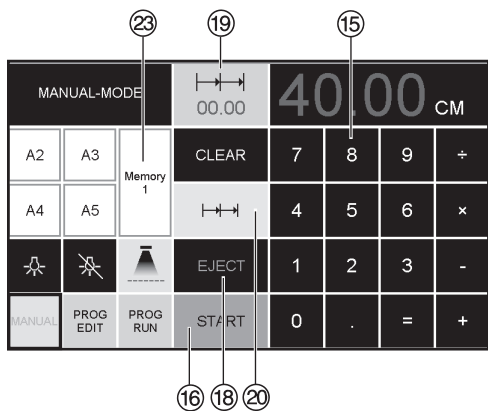 23 19 15
MANUAL-MODE 00.00 40.00 CM
A2 A3 Memory 1 CLEAR 7 8 9 ÷
A4 A5 4 5 6 ×
EJECT 1 2 3 -
MANUAL PROG EDIT PROG RUN START 0 . = +
16 18 20